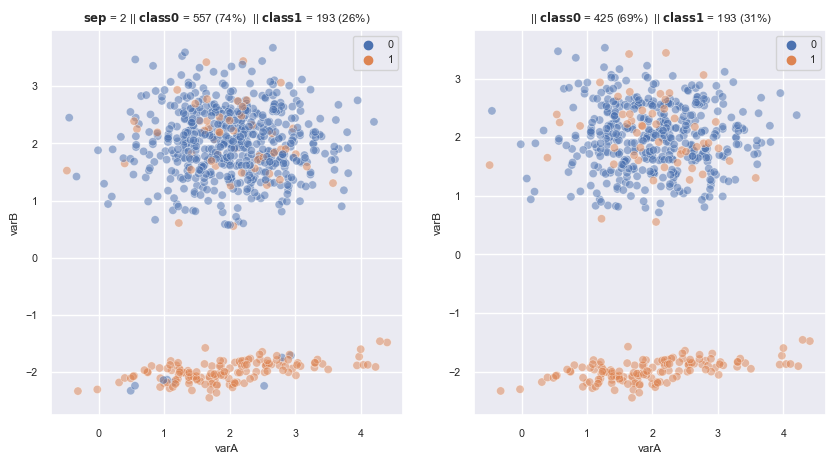 sep = 2 || class0 = 557 (74%) || class1 = 193 (26%)
|| class0 = 425 (69%) || class1 = 193 (31%)
0
1
0
1
3
2
1
0
−1
−2
varB
0 1 2 3 4
varA
3
2
1
0
−1
−2
varB
0 1 2 3 4
varA